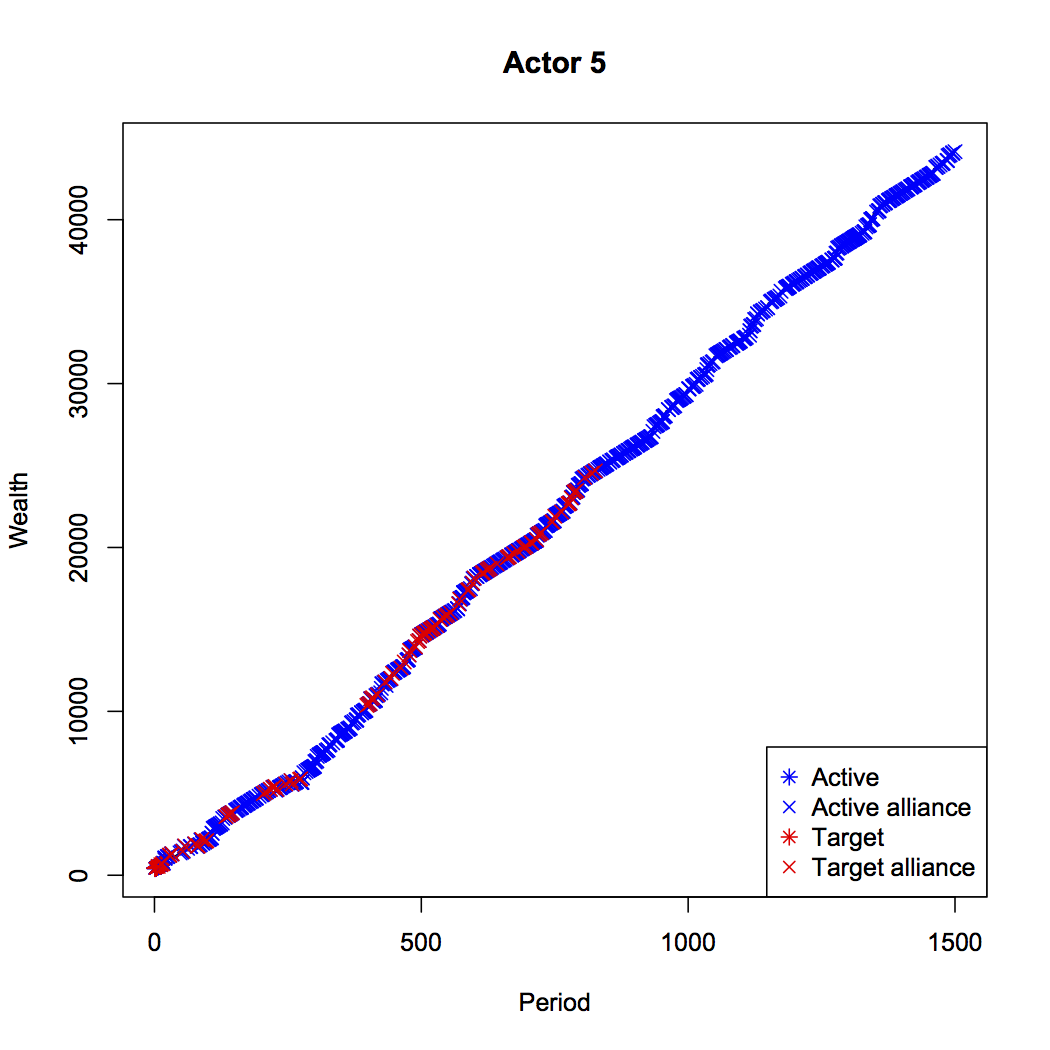 Actor 5
Wealth
40000
30000
20000
10000
0
Active
Active alliance
Target
Target alliance
0 500 1000 1500
Period